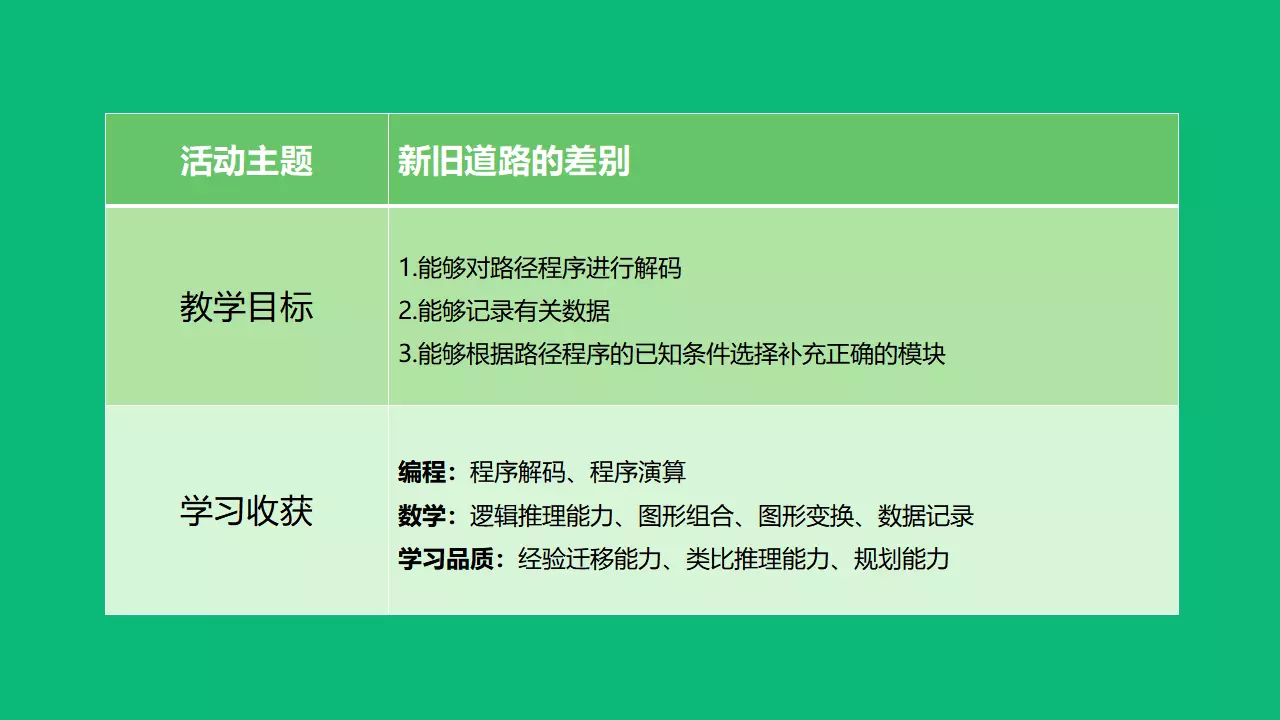 活动主题
新旧道路的差别
教学目标
1.能够对路径程序进行解码
2.能够记录有关数据
3.能够根据路径程序的已知条件选择补充正确的模块
学习收获
编程：程序解码、程序演算
数学：逻辑推理能力、图形组合、图形变换、数据记录
学习品质：经验迁移能力、类比推理能力、规划能力